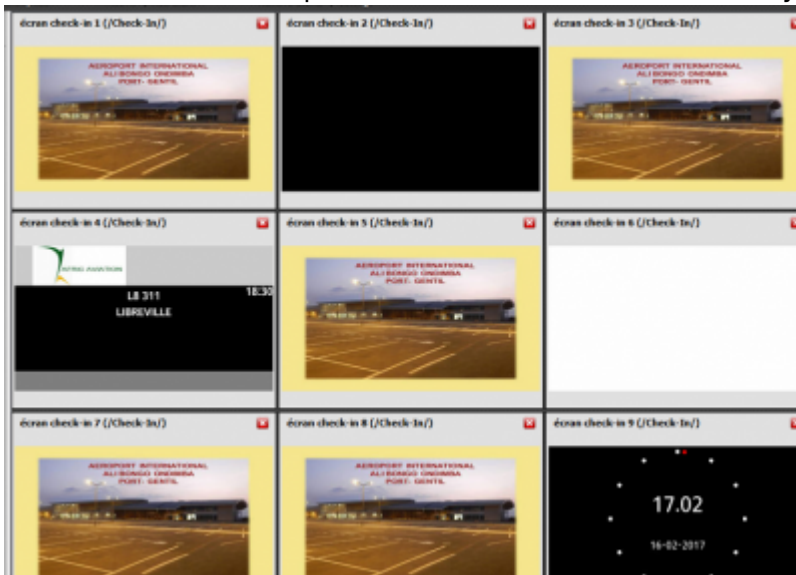 écran check-in 1 (/Check-In/)
écran check-in 2 (/Check-In/)
écran check-in 3 (/Check-In/)
AEROPORT INTERNATIONAL
ALI BONGO ONDIMBA
PORT- GENTIL
AEROPORT INTERNATIONAL
ALI BONGO ONDIMBA
PORT- GENTIL
écran check-in 4 (/Check-In/)
écran check-in 5 (/Check-In/)
écran check-in 6 (/Check-In/)
AVIATION
L8 311
18:30
LIBREVILLE
AEROPORT INTERNATIONAL
ALI BONGO ONDIMBA
PORT- GENTIL
écran check-in 7 (/Check-In/)
écran check-in 8 (/Check-In/)
écran check-in 9 (/Check-In/)
AEROPORT INTERNATIONAL
ALI BONGO ONDIMBA
PORT- GENTIL
AEROPORT INTERNATIONAL
ALI BONGO ONDIMBA
PORT- GENTIL
17.02
16-02-2017